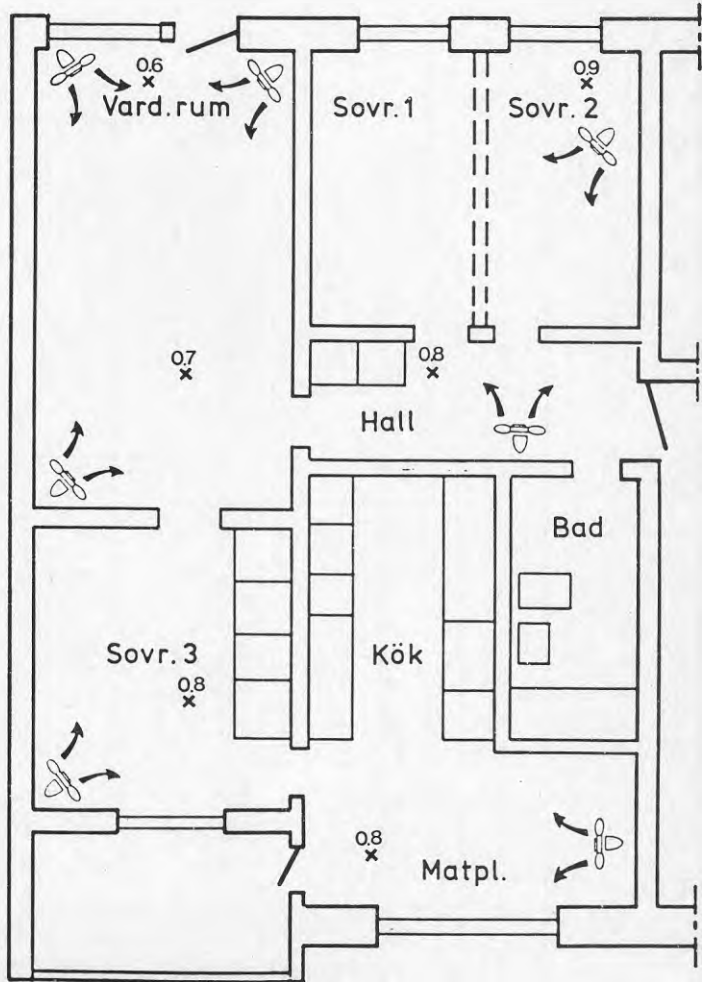 0.6
Vard.rum
Sovr.1
0.9
Sovr. 2
0.7
0.8
Hall
Bad
Sovr. 3
0.8
Kök
0.8
Matpl.